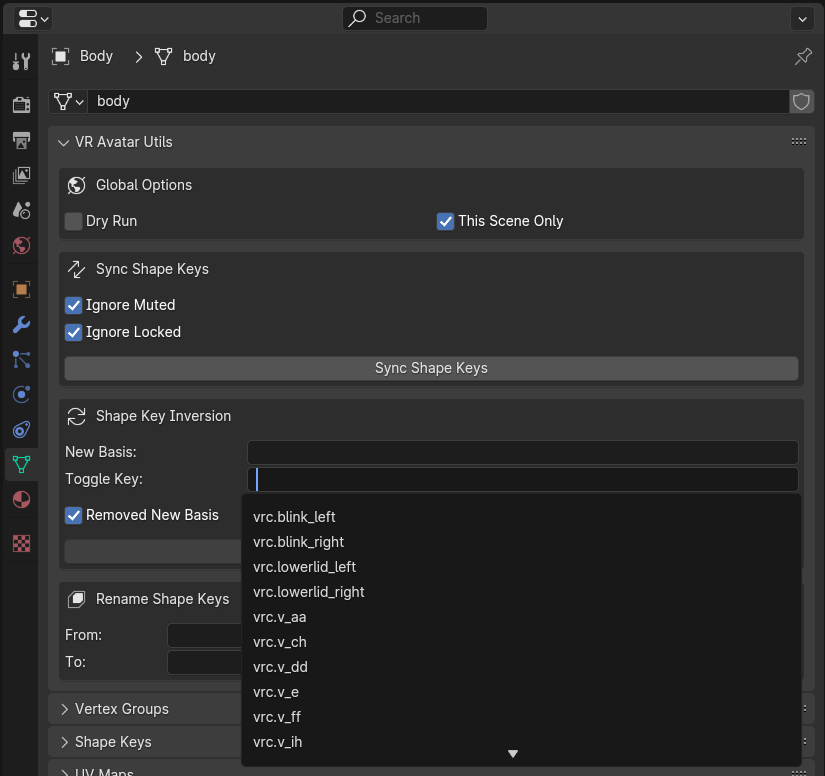 Search
Body body
body
VR Avatar Utils
Global Options
Dry Run This Scene Only
Sync Shape Keys
Ignore Muted
Ignore Locked
Sync Shape Keys
Shape Key Inversion
New Basis:
Toggle Key:
Removed New Basis
vrc.blink_left
vrc.blink_right
vrc.lowerlid_left
vrc.lowerlid_right
vrc.v_aa
vrc.v_ch
vrc.v_dd
vrc.v_e
vrc.v_ff
vrc.v_ih
Rename Shape Keys
From:
To:
Vertex Groups
Shape Keys
UV Maps